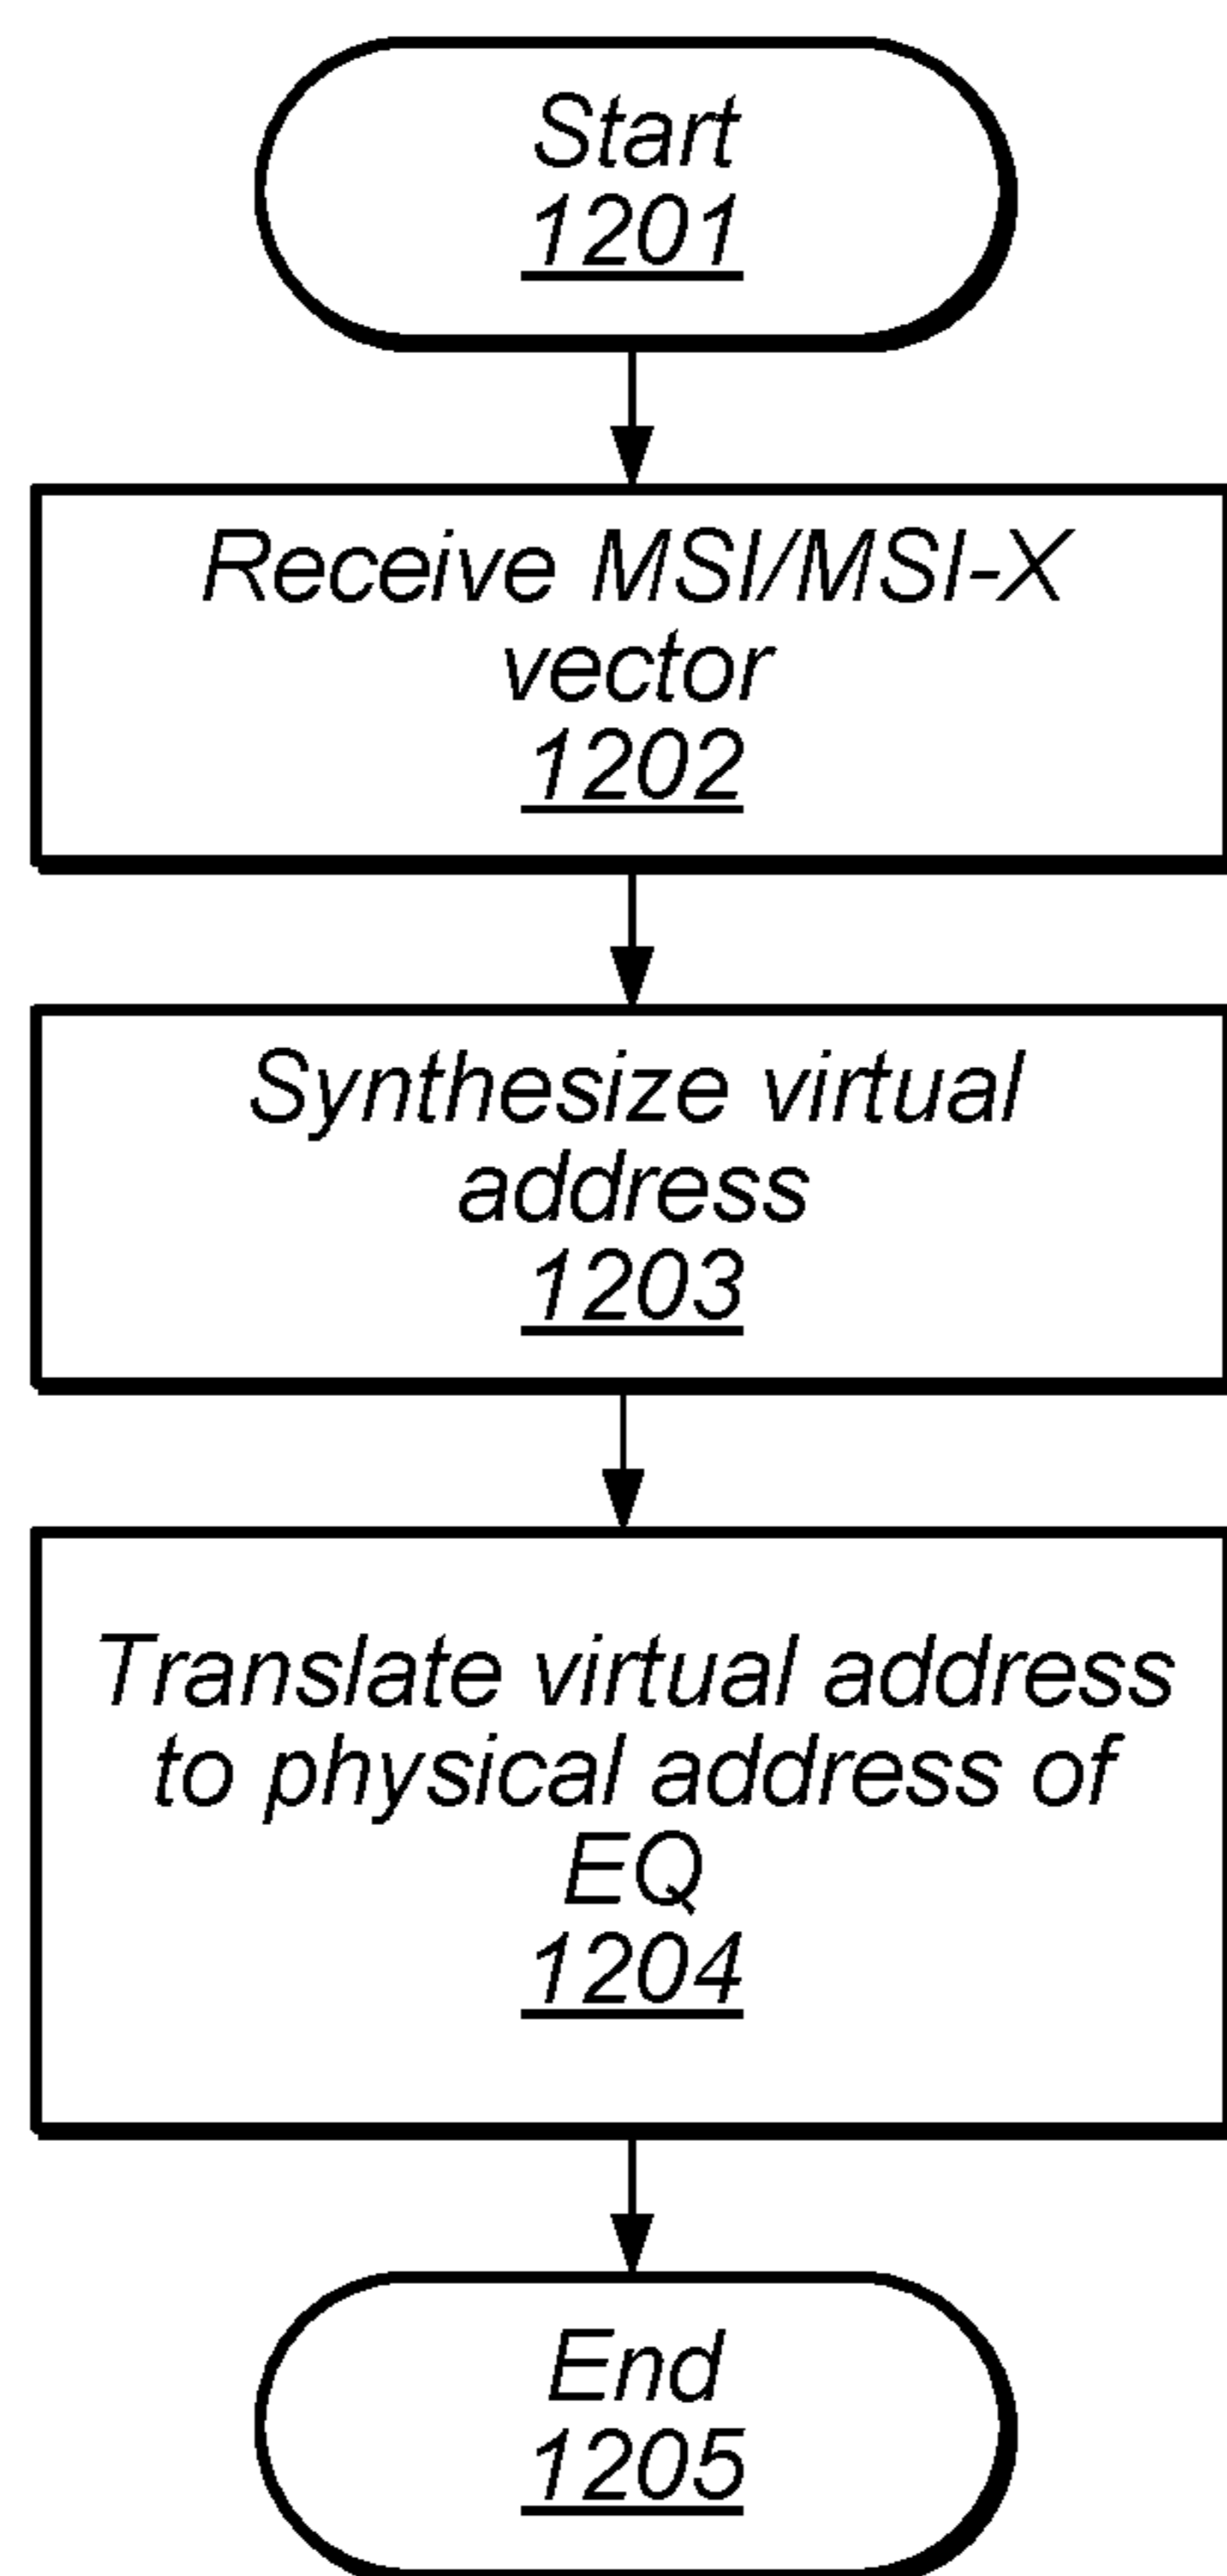 Start
1201
Receive MSI/MSI-X
vector
1202
Synthesize virtual
address
1203
Translate virtual address
to physical address of
EQ
1204
End
1205